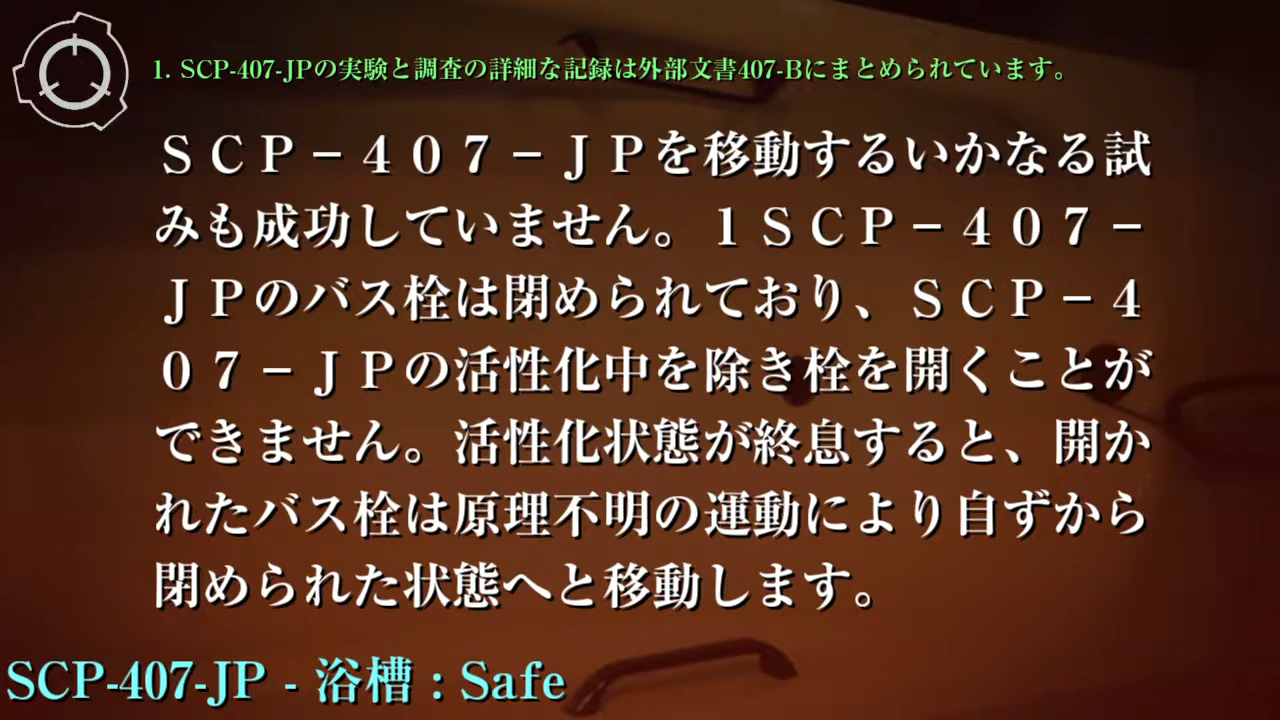 1. SCP-407-JPの実験と調査の詳細な記録は外部文書407-Bにまとめられています。
ＳＣＰ－４０７－ＪＰを移動するいかなる試
みも成功していません。１ＳＣＰ－４０７－
ＪＰのバス栓は閉められており、ＳＣＰ－４
０７－ＪＰの活性化中を除き栓を開くことが
できません。活性化状態が終息すると、開か
れたバス栓は原理不明の運動により自ずから
閉められた状態へと移動します。
SCP-407-JP - 浴槽 : Safe